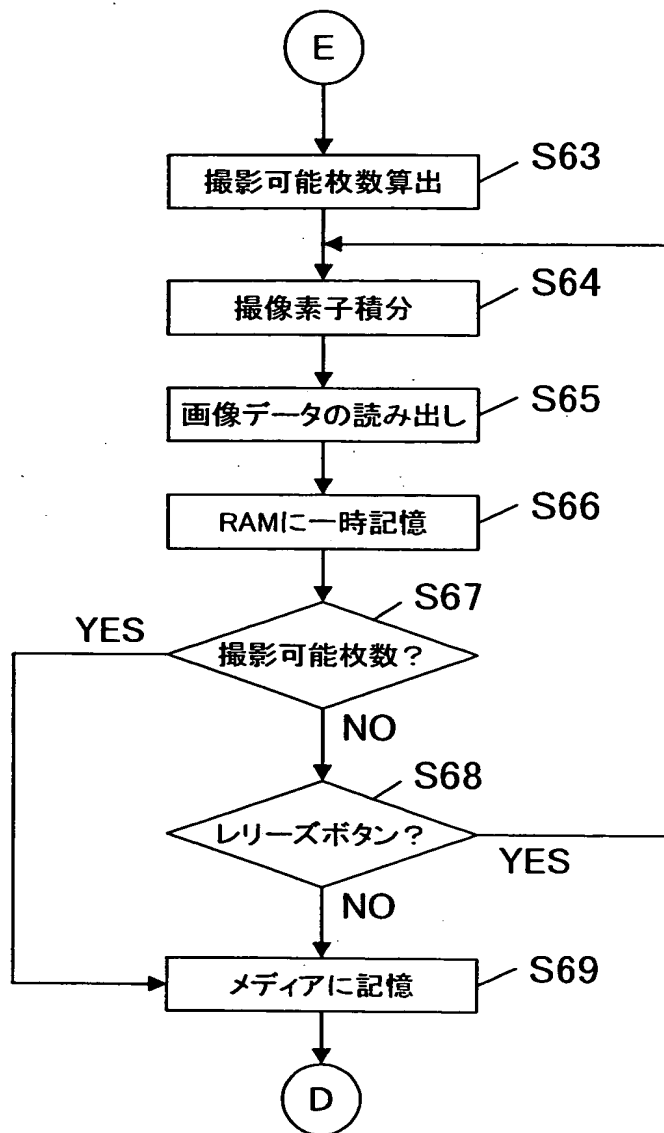 E
撮影可能枚数算出
S63
撮像素子積分
S64
画像データの読み出し
S65
RAMに一時記憶
S66
撮影可能枚数?
S67
YES
NO
レリーズボタン?
S68
YES
NO
メディアに記憶
S69
D